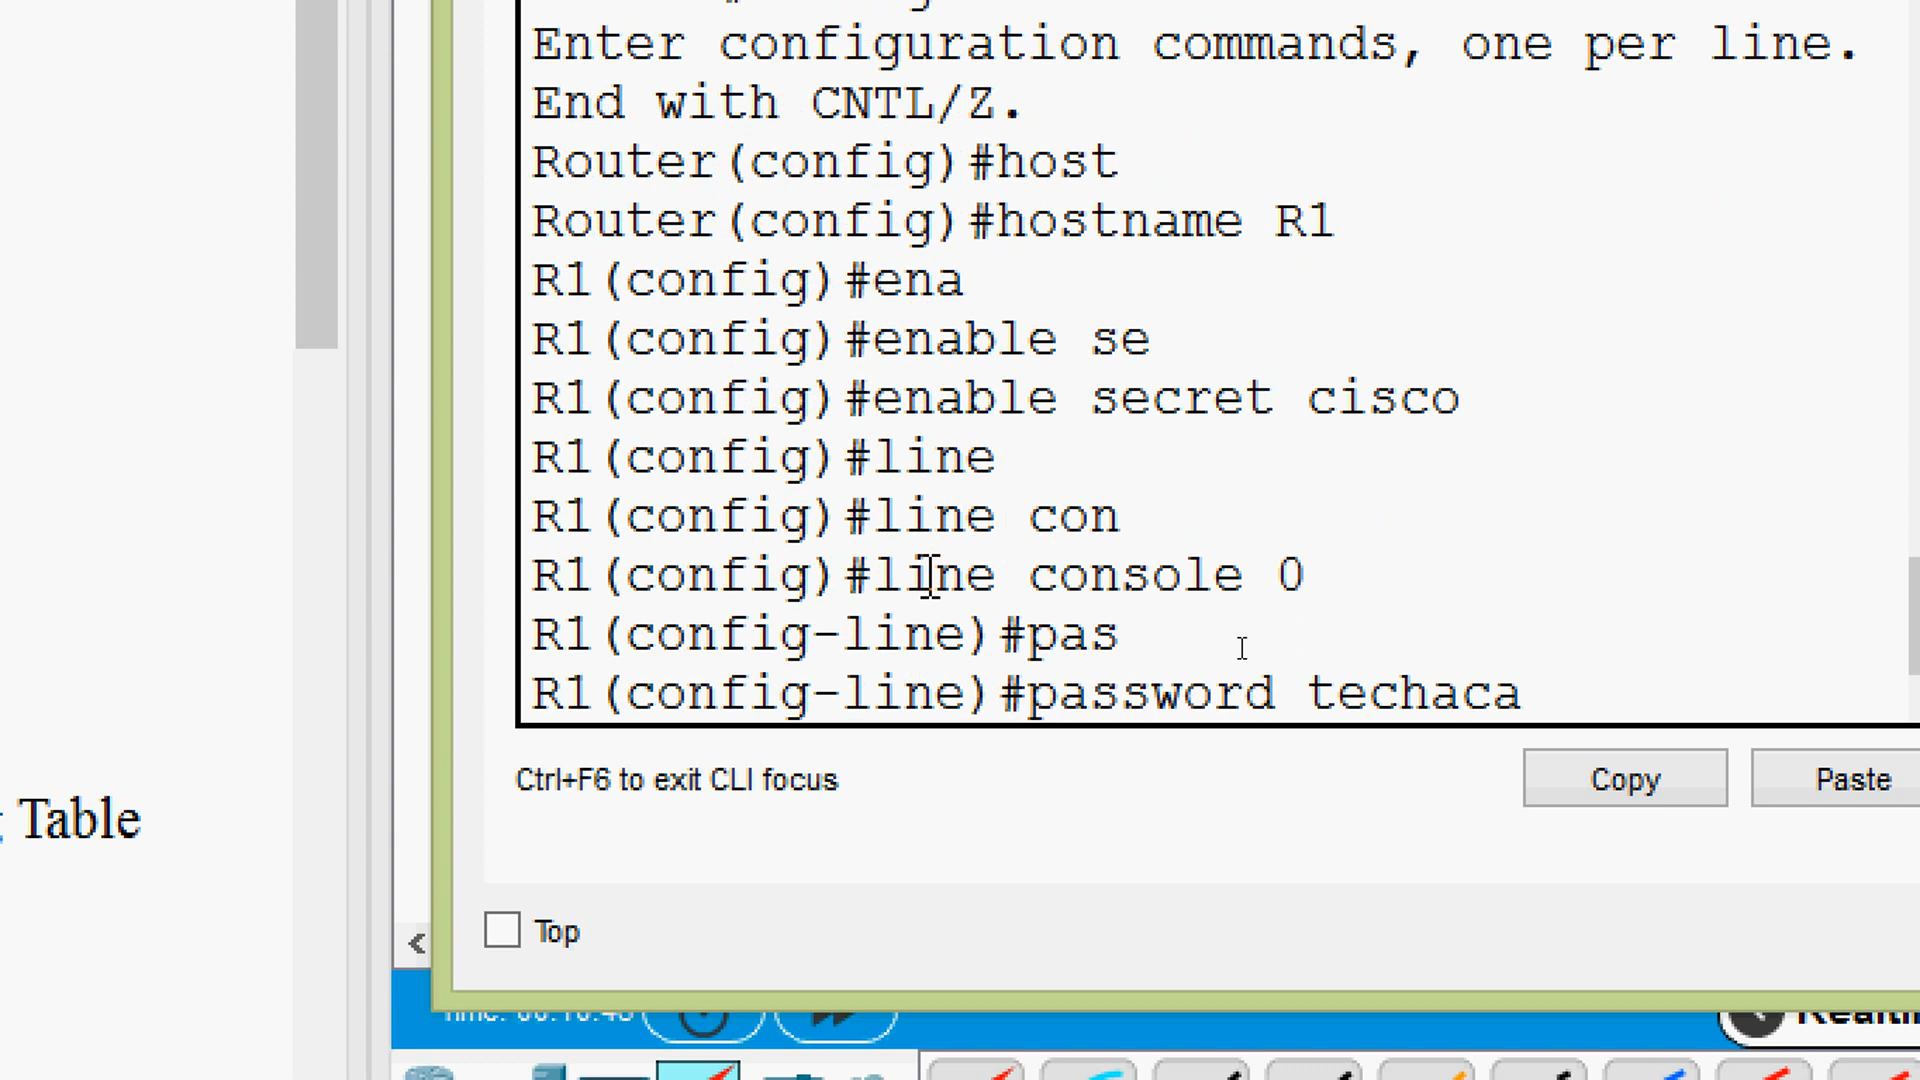 Enter configuration commands, one per line.
End with CNTL/Z.
Router(config)#host
Router(config)#hostname R1
R1(config)#ena
R1(config)#enable se
R1(config)#enable secret cisco
R1(config)#line
R1(config)#line con
R1(config)#line console 0
R1(config-line)#pas
R1(config-line)#password techaca
Ctrl+F6 to exit CLI focus
Copy
Paste
Table
Top